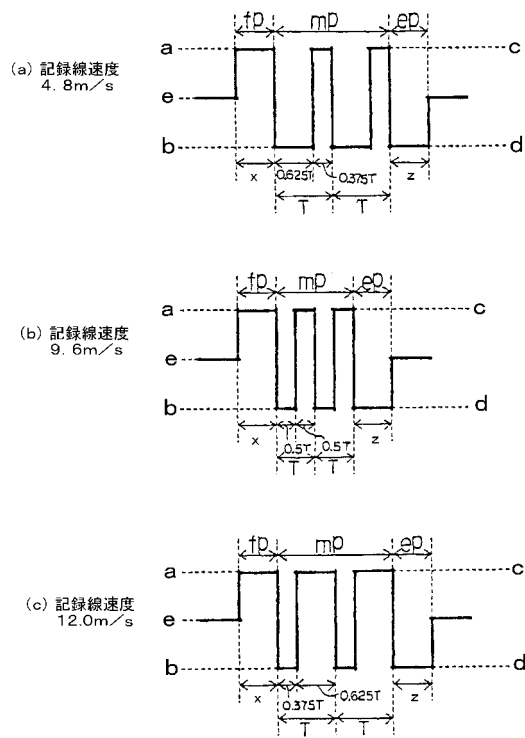 fp mp ep
a c
(a) 記録線速度
4.8m/s
e
b d
x 0.625T 0.375T z
T T
fp mp ep
a c
(b) 記録線速度
9.6m/s
e
b d
x 0.5T 0.5T z
T T
fp mp ep
a c
(c) 記録線速度
12.0m/s
e
b d
x 0.375T 0.625T z
T T